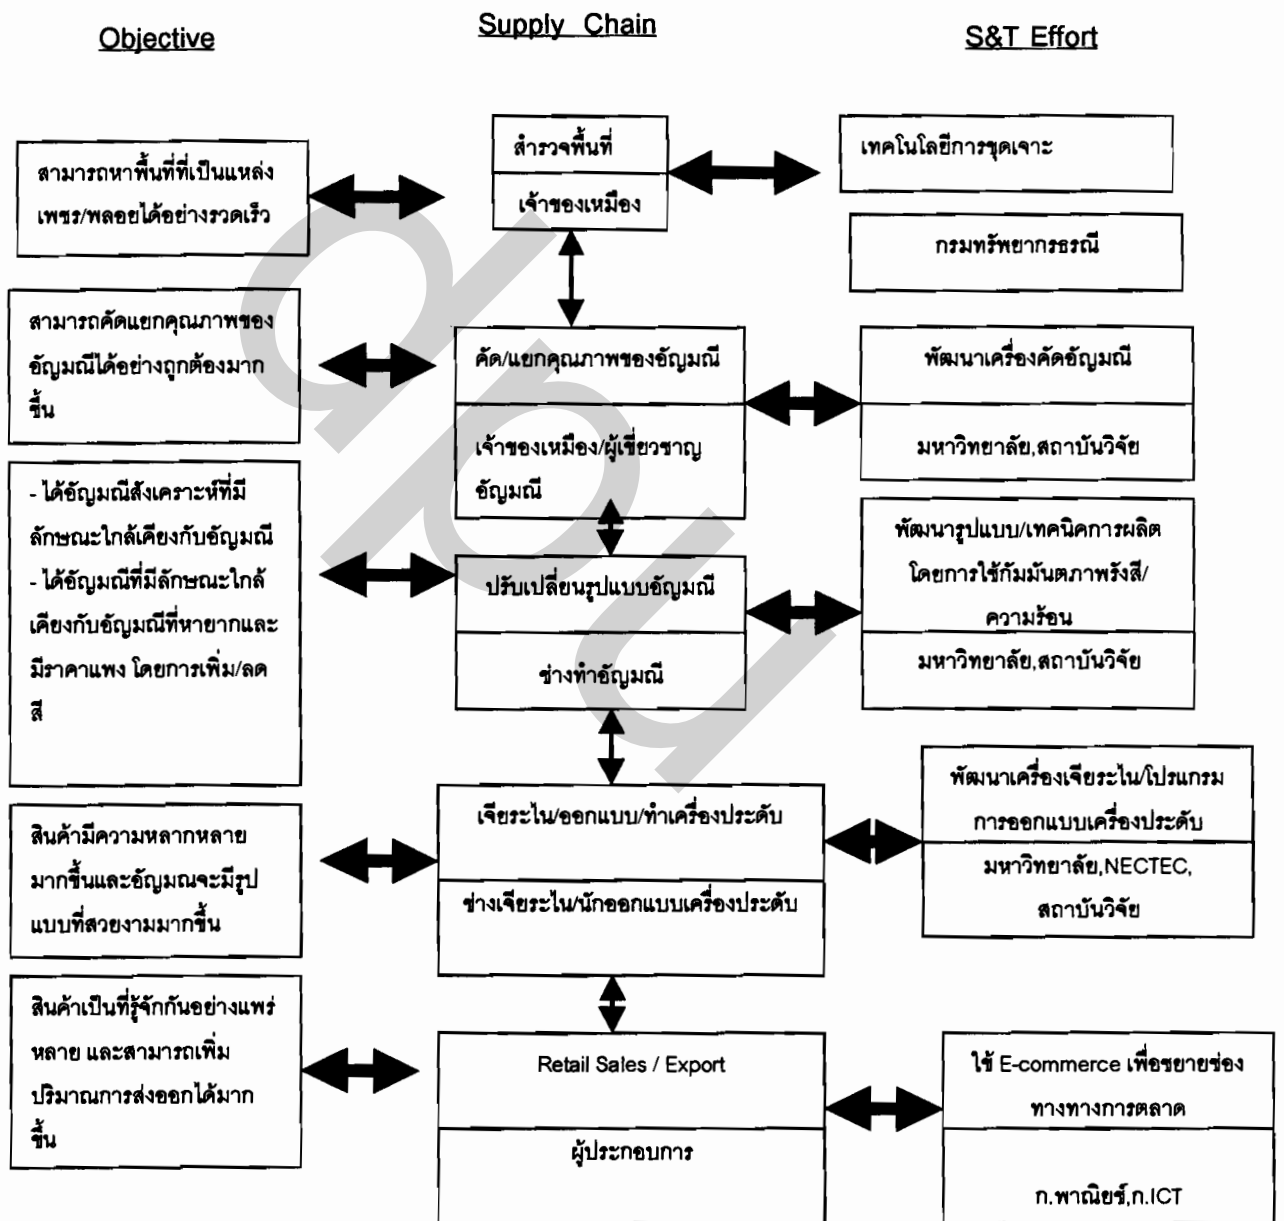 Objective
Supply Chain
S&T Effort
สามารถหาพื้นที่ที่เป็นแหล่ง
เพชร/พลอยได้อย่างรวดเร็ว
สำรวจพื้นที่
เจ้าของเหมือง
เทคโนโลยีการขุดเจาะ
กรมทรัพยากรธรณี
สามารถคัดแยกคุณภาพของ
อัญมณีได้อย่างถูกต้องมาก
ขึ้น
คัด/แยกคุณภาพของอัญมณี
เจ้าของเหมือง/ผู้เชี่ยวชาญ
อัญมณี
พัฒนาเครื่องคัดอัญมณี
มหาวิทยาลัย,สถาบันวิจัย
- ได้อัญมณีสังเคราะห์ที่มี
ลักษณะใกล้เคียงกับอัญมณี
- ได้อัญมณีที่มีลักษณะใกล้
เคียงกับอัญมณีที่หายากและ
มีราคาแพง โดยการเพิ่ม/ลด
สี
ปรับเปลี่ยนรูปแบบอัญมณี
ช่างทำอัญมณี
พัฒนารูปแบบ/เทคนิคการผลิต
โดยการใช้กัมมันตภาพรังสี/
ความร้อน
มหาวิทยาลัย,สถาบันวิจัย
สินค้ามีความหลากหลาย
มากขึ้นและอัญมณจะมีรูป
แบบที่สวยงามมากขึ้น
เจียระไน/ออกแบบ/ทำเครื่องประดับ
ช่างเจียระไน/นักออกแบบเครื่องประดับ
พัฒนาเครื่องเจียระไน/โปรแกรม
การออกแบบเครื่องประดับ
มหาวิทยาลัย,NECTEC,
สถาบันวิจัย
สินค้าเป็นที่รู้จักกันอย่างแพร่
หลาย และสามารถเพิ่ม
ปริมาณการส่งออกได้มาก
ขึ้น
Retail Sales / Export
ผู้ประกอบการ
ใช้ E-commerce เพื่อขยายช่อง
ทางทางการตลาด
ก.พาณิชย์,ก.ICT
dpu